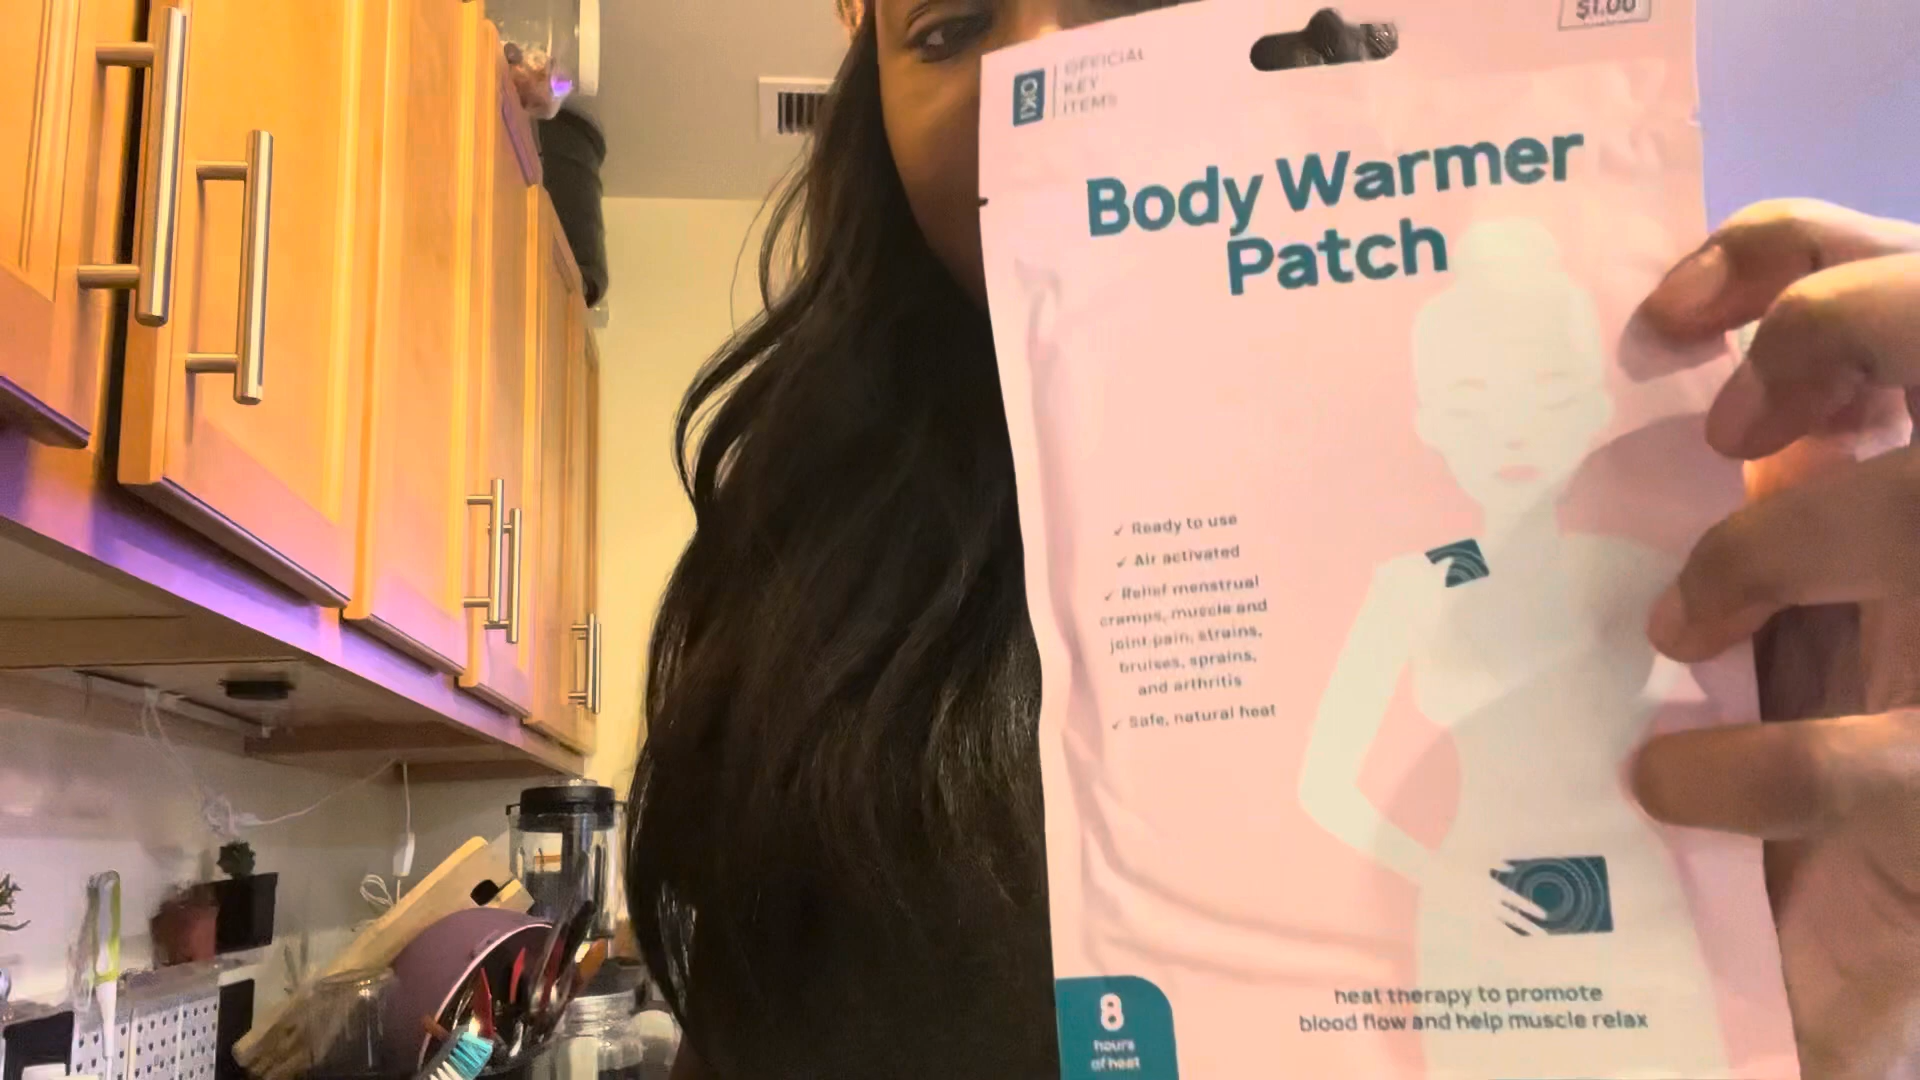 $1.00
OKI
OFFICIAL
KEY
ITEMS
Body Warmer
Patch
✓ Ready to use
✓ Air activated
✓ Relief menstrual
cramps, muscle and
joint pain, strains,
bruises, sprains,
and arthritis
✓ Safe, natural heat
8
hours
of heat
heat therapy to promote
blood flow and help muscle relax